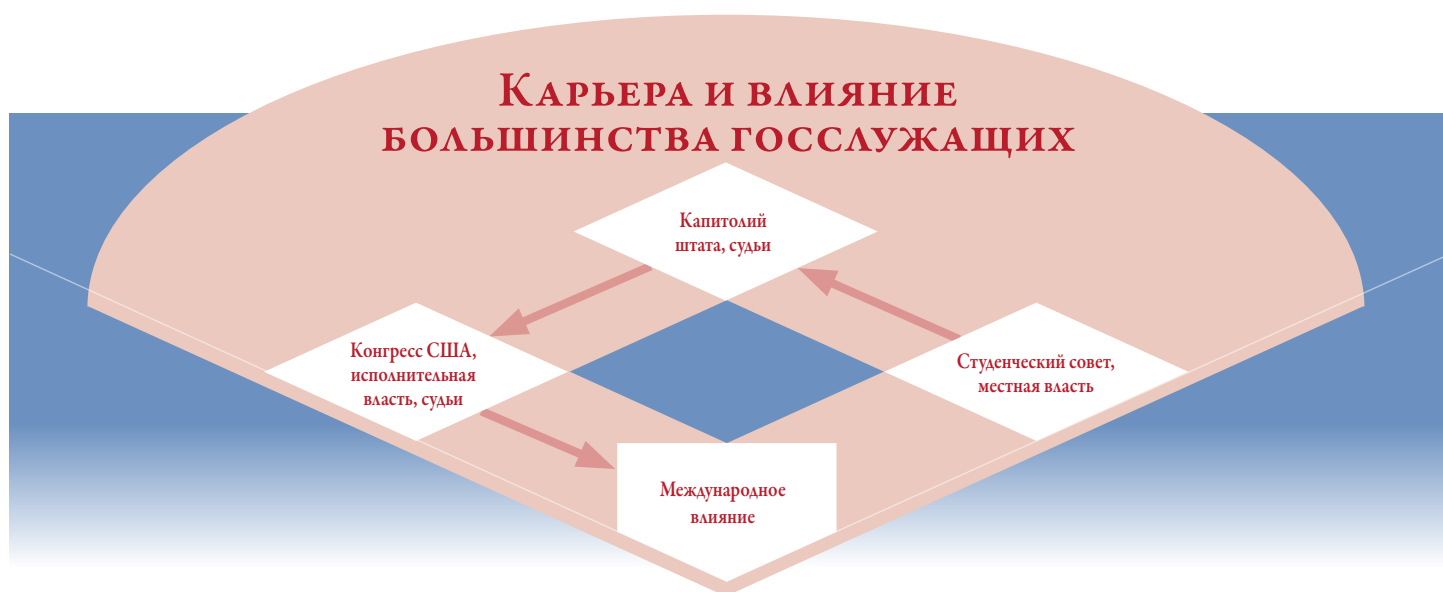 Карьера и влияние
большинства госслужащих
Капитолий
штата, судьи
Конгресс США,
исполнительная
власть, судьи
Студенческий совет,
местная власть
Международное
влияние